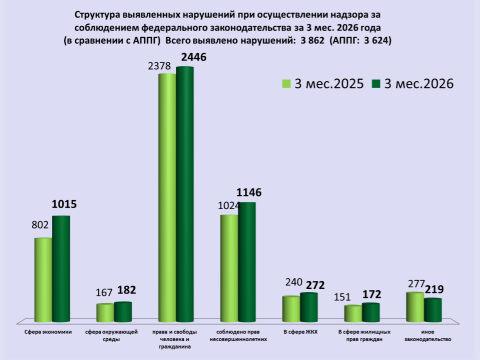 Структура выявленных нарушений при осуществлении надзора за
соблюдением федерального законодательства за 3 мес. 2026 года
(в сравнении с АППГ) Всего выявлено нарушений: 3 862 (АППГ: 3 624)
3 мес.2025 3 мес.2026
802 1015
167 182
2378 2446
1024 1146
240 272
151 172
277 219
Сфера экономики
сфера окружающей
среды
права и свободы
человека и
гражданина
соблюдено прав
несовершеннолетних
В сфере ЖКХ
В сфере жилищных
прав граждан
иное
законодательство